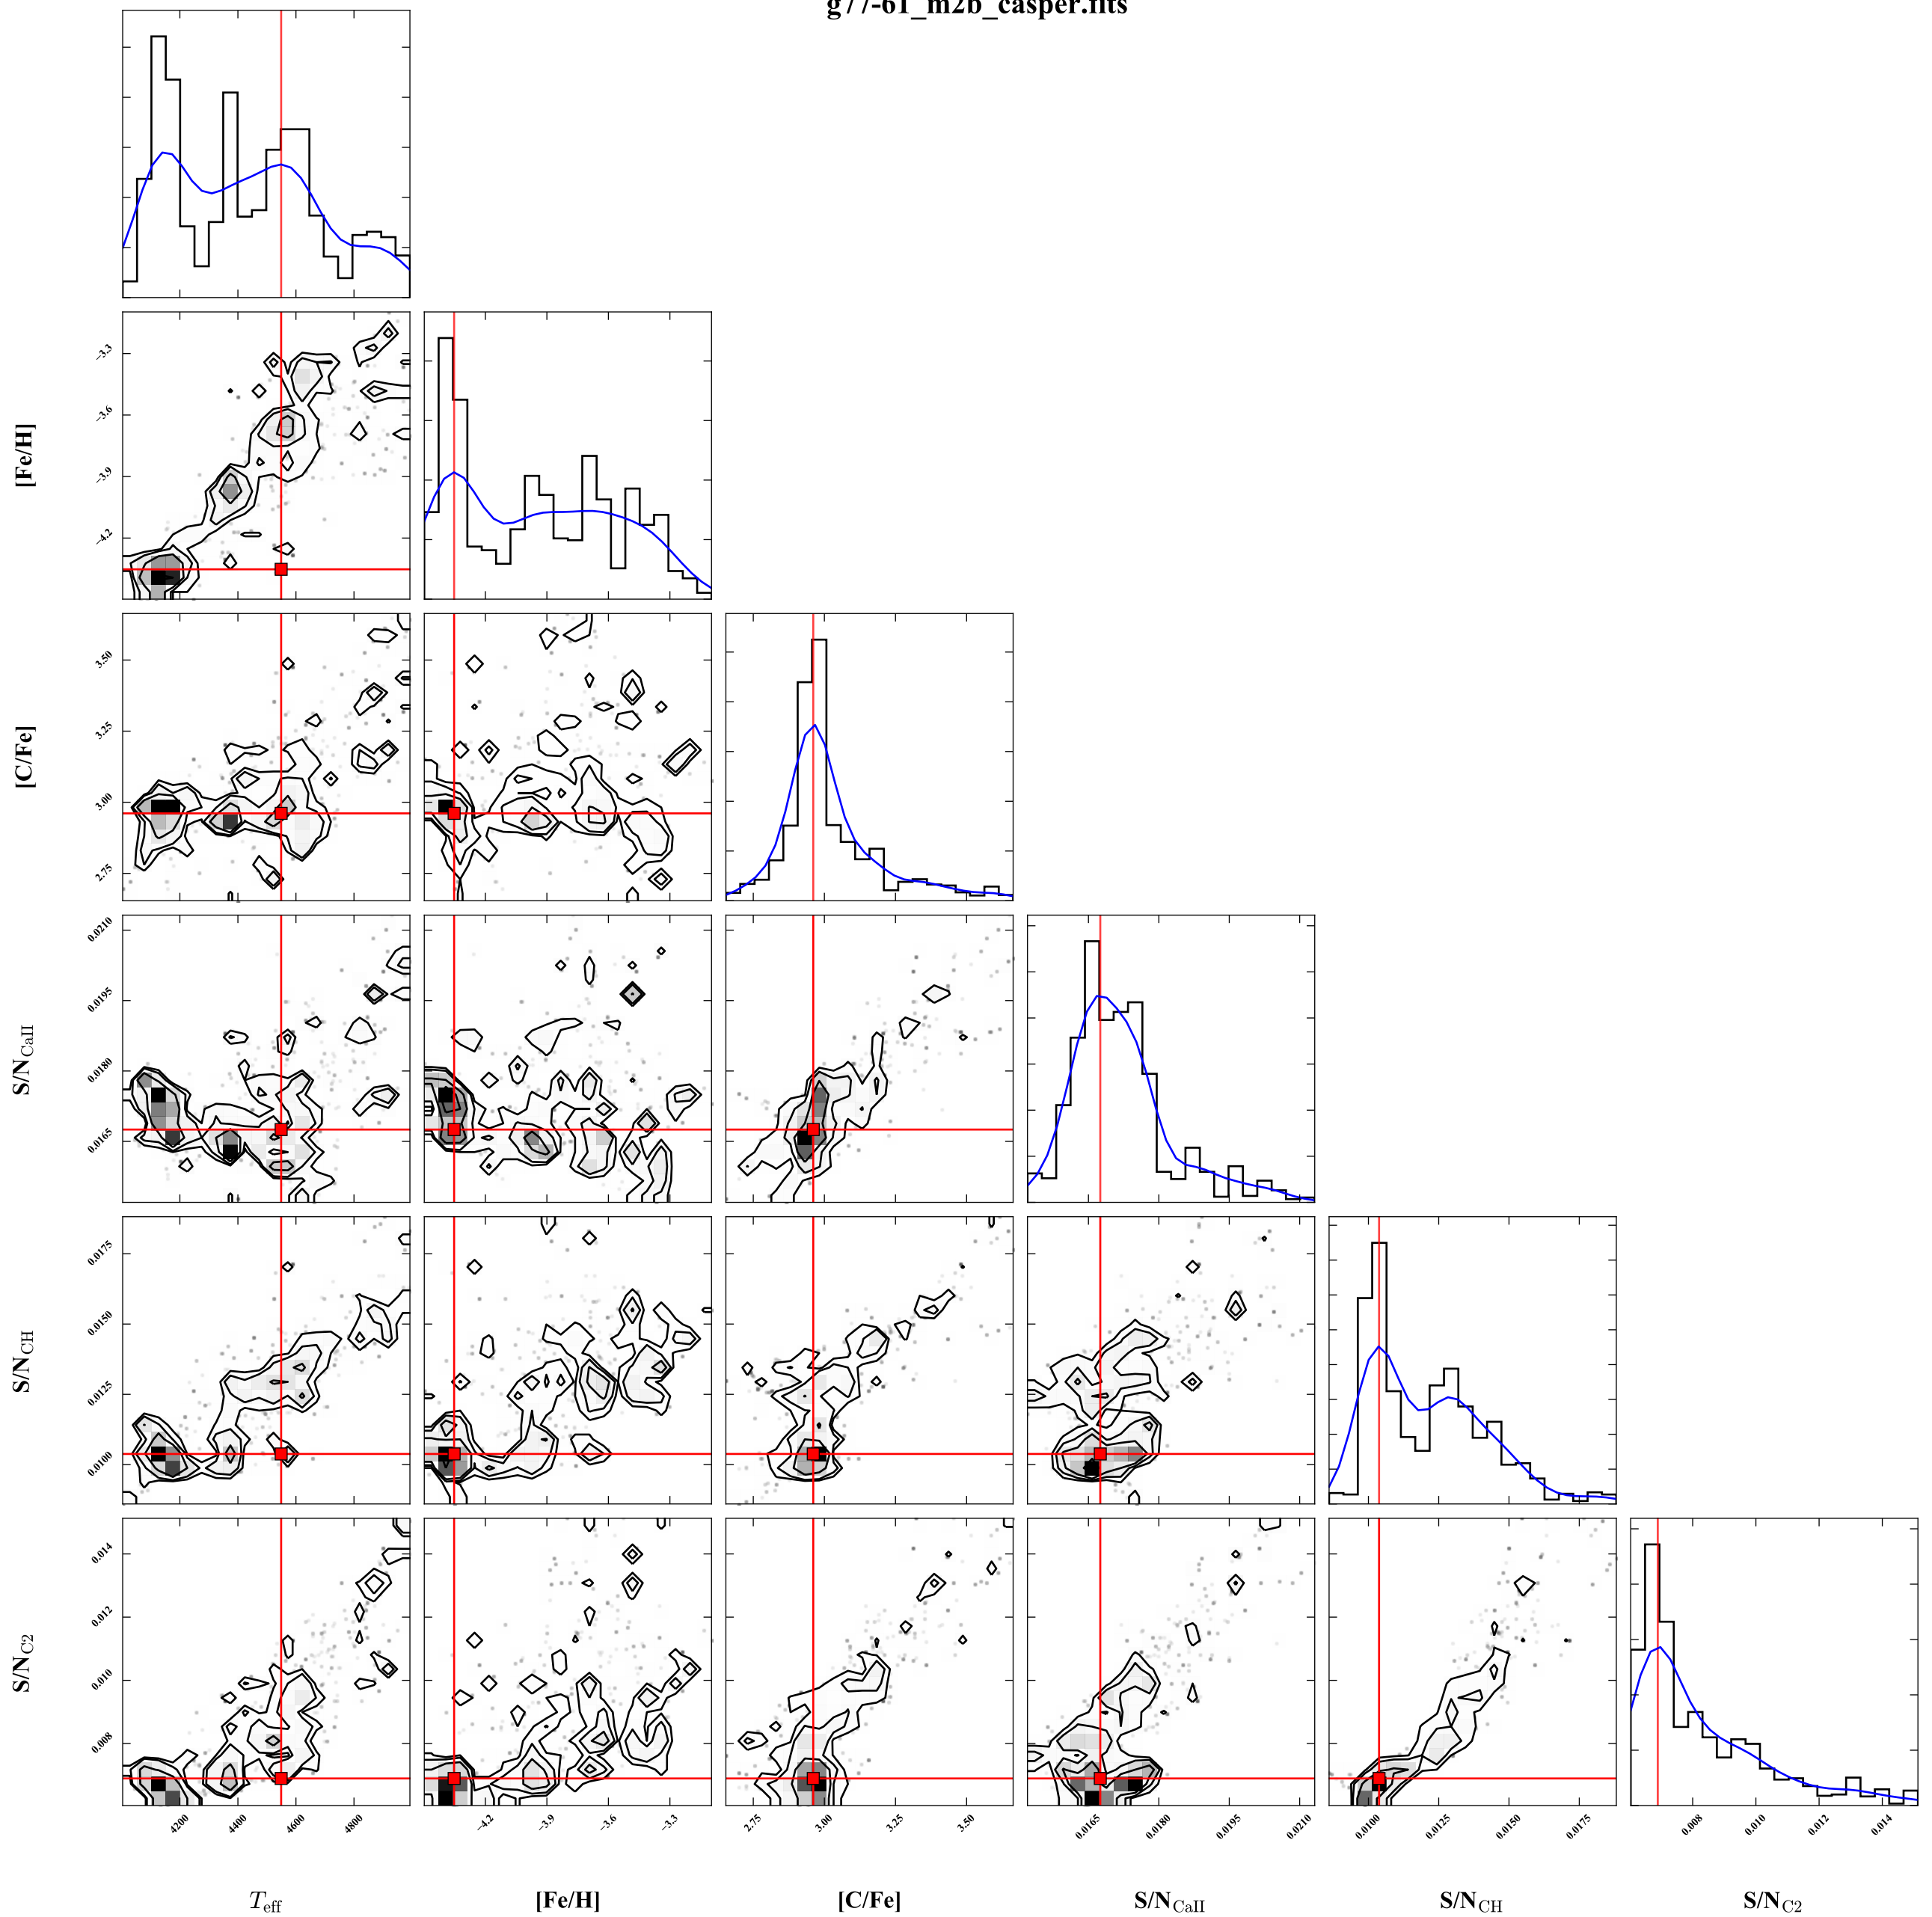 g77-61_m2b_casper.fits
[Fe/H]
−3.3
−3.6
−3.9
−4.2
[C/Fe]
3.50
3.25
3.00
2.75
S/N_CaII
0.0210
0.0195
0.0180
0.0165
S/N_CH
0.0175
0.0150
0.0125
0.0100
S/N_C2
0.014
0.012
0.010
0.008
4200 4400 4600 4800 −4.2 −3.9 −3.6 −3.3 2.75 3.00 3.25 3.50 0.0165 0.0180 0.0195 0.0210 0.0100 0.0125 0.0150 0.0175 0.008 0.010 0.012 0.014
T_eff [Fe/H] [C/Fe] S/N_CaII S/N_CH S/N_C2